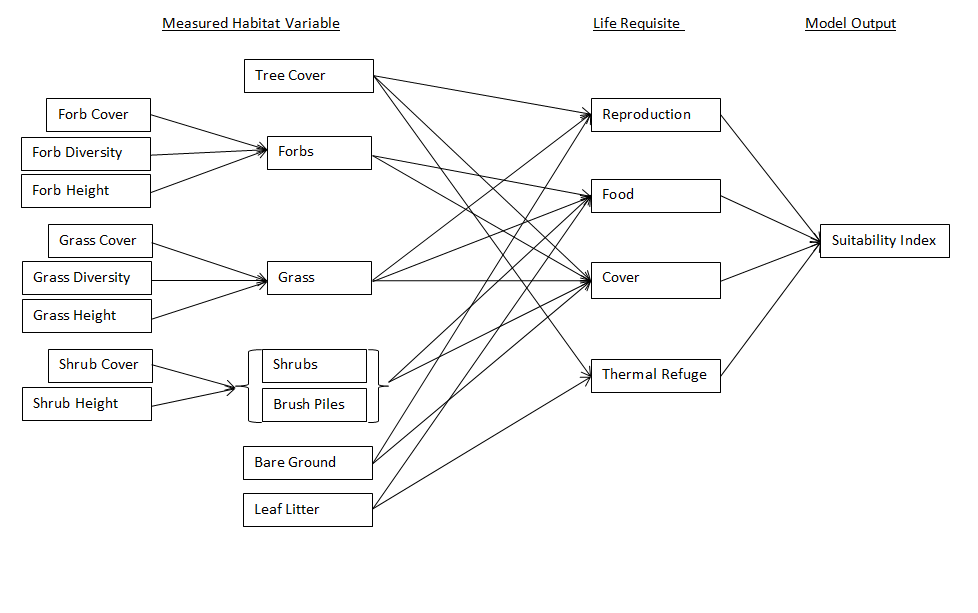 Measured Habitat Variable
Life Requisite
Model Output
Tree Cover
Forb Cover
Forb Diversity
Forb Height
Forbs
Grass Cover
Grass Diversity
Grass Height
Grass
Shrub Cover
Shrub Height
Shrubs
Brush Piles
Bare Ground
Leaf Litter
Reproduction
Food
Cover
Thermal Refuge
Suitability Index